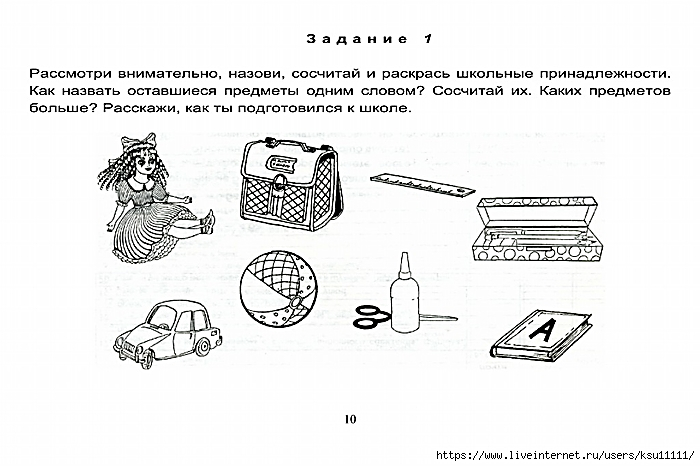 Задание 1
Рассмотри внимательно, назови, сосчитай и раскрась школьные принадлежности.
Как назвать оставшиеся предметы одним словом? Сосчитай их. Каких предметов
больше? Расскажи, как ты подготовился к школе.
А
10
https://www.liveinternet.ru/users/ksu11111/